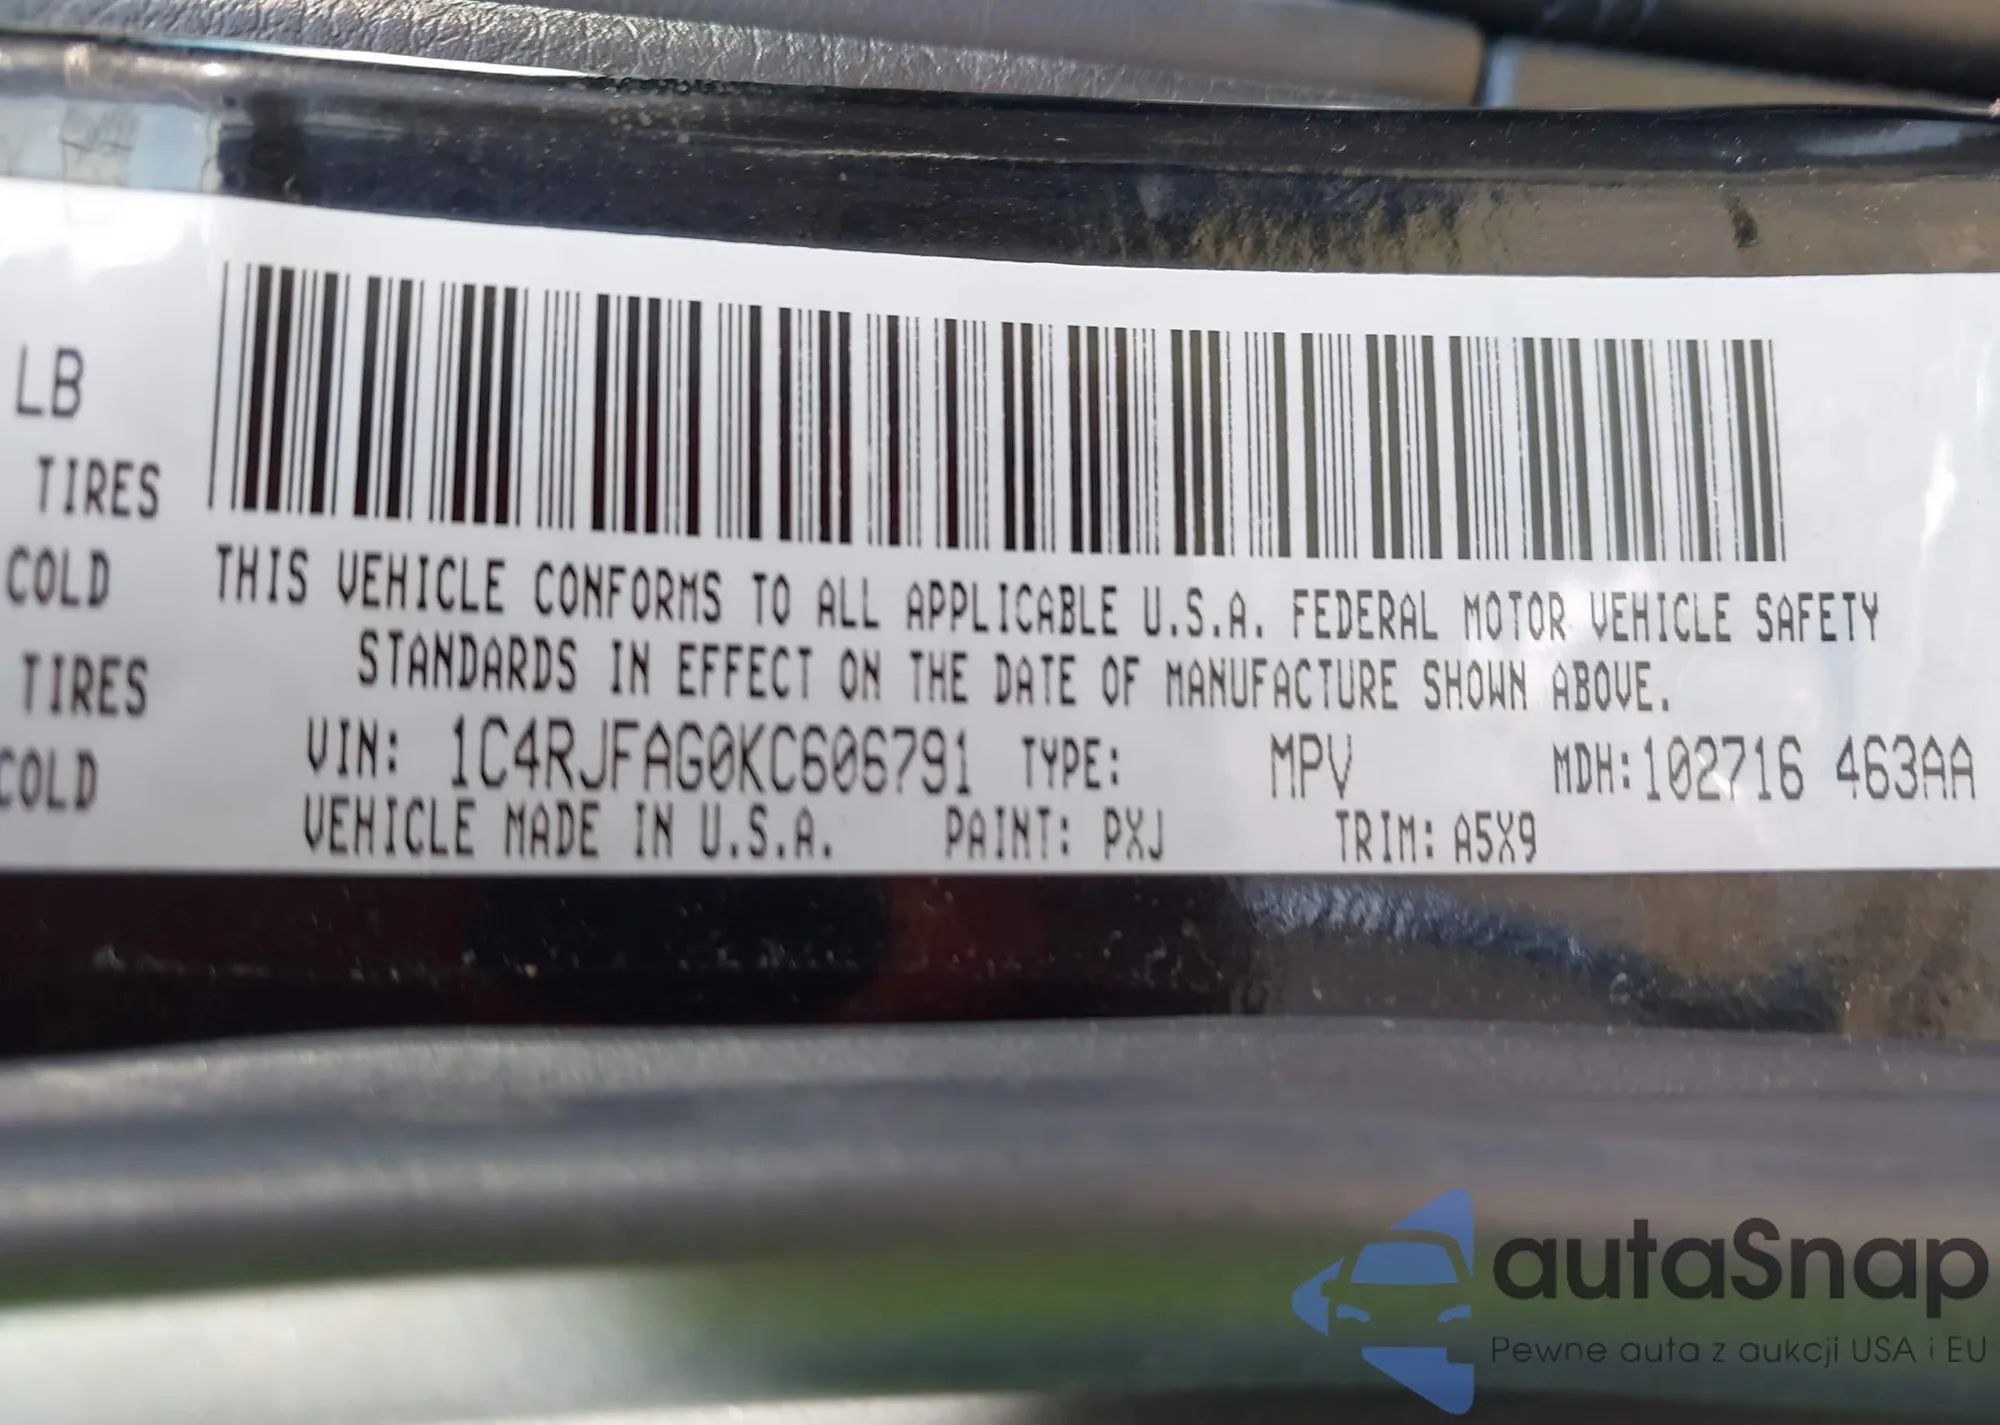 LB
TIRES
COLD
TIRES
COLD
THIS VEHICLE CONFORMS TO ALL APPLICABLE U.S.A. FEDERAL MOTOR VEHICLE SAFETY
STANDARDS IN EFFECT ON THE DATE OF MANUFACTURE SHOWN ABOVE.
VIN: 1C4RJFAG0KC606791 TYPE: MPV MDH:102716 463AA
VEHICLE MADE IN U.S.A. PAINT: PXJ TRIM: A5X9
autaSnap
Pewne auta z aukcji USA i EU